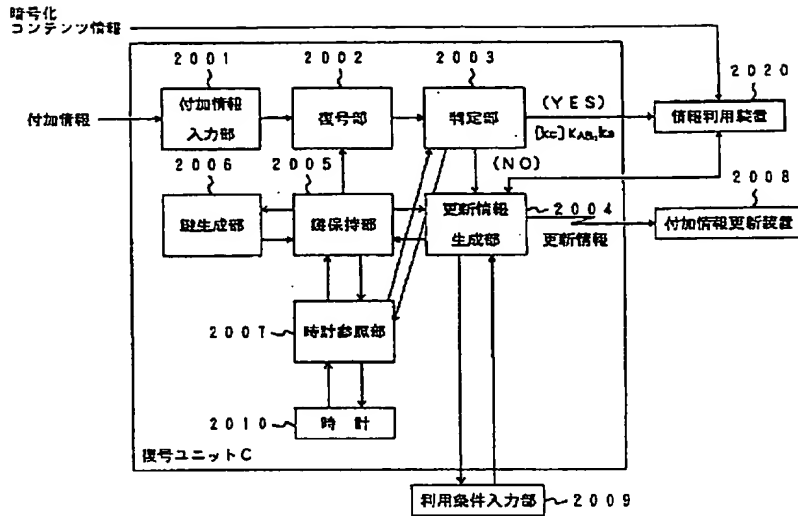 暗号化
コンテンツ情報
2001
2002
2003
2020
付加情報
付加情報
入力部
復号部
判定部
(YES)
情報利用装置
2006
2005
(NO)
2008
鍵生成部
鍵保持部
更新情報
生成部
2004
更新情報
付加情報更新装置
2007
時計参照部
2010
時計
復号ユニットC
利用条件入力部
2009